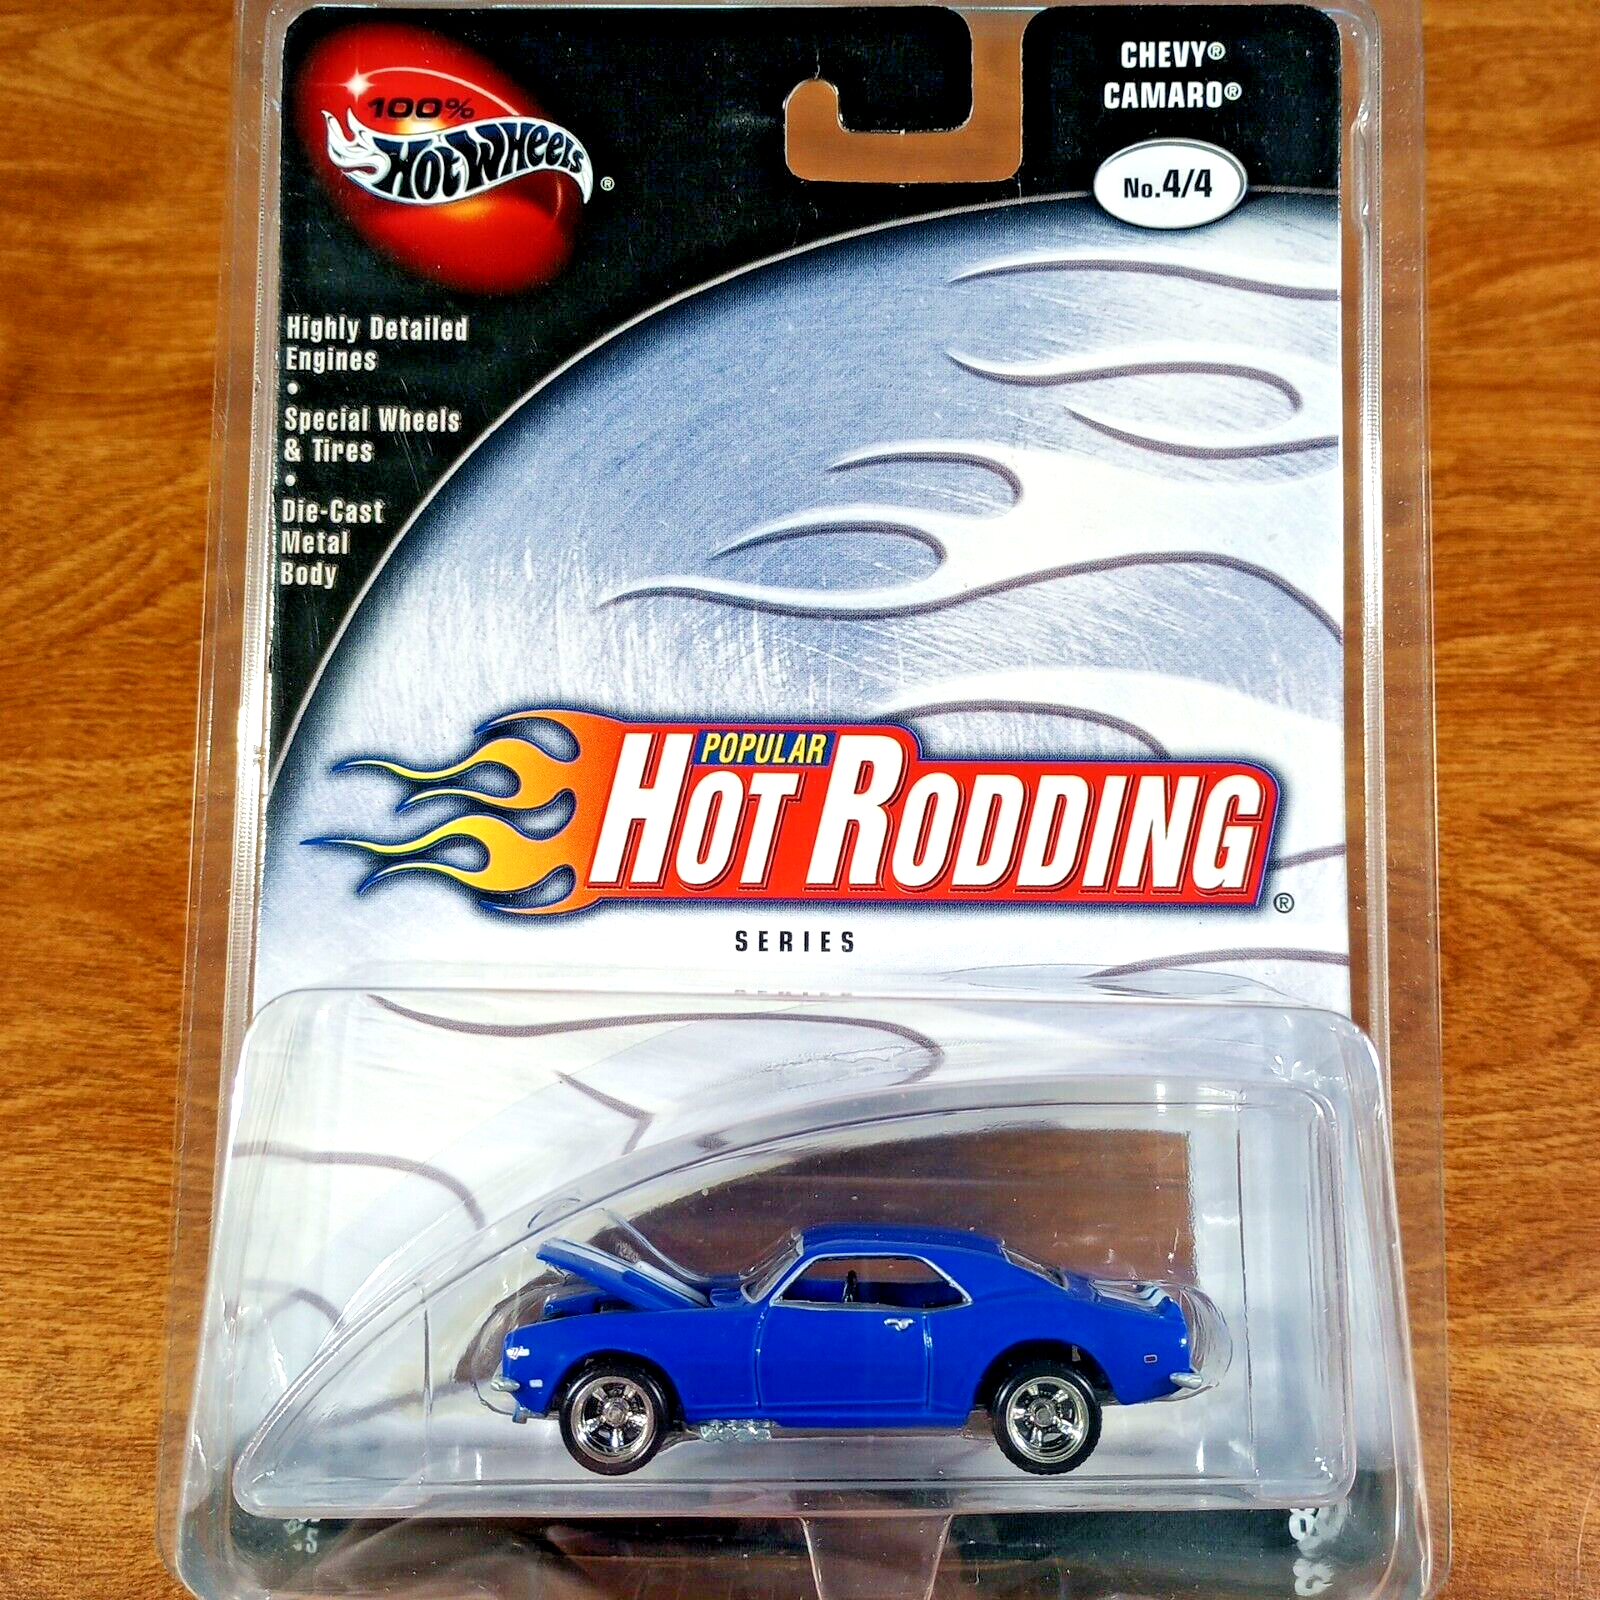 100%
Hot Wheels®
CHEVY®
CAMARO®
No.4/4
Highly Detailed
Engines
•
Special Wheels
& Tires
•
Die-Cast
Metal
Body
POPULAR
HOT RODDING®
SERIES